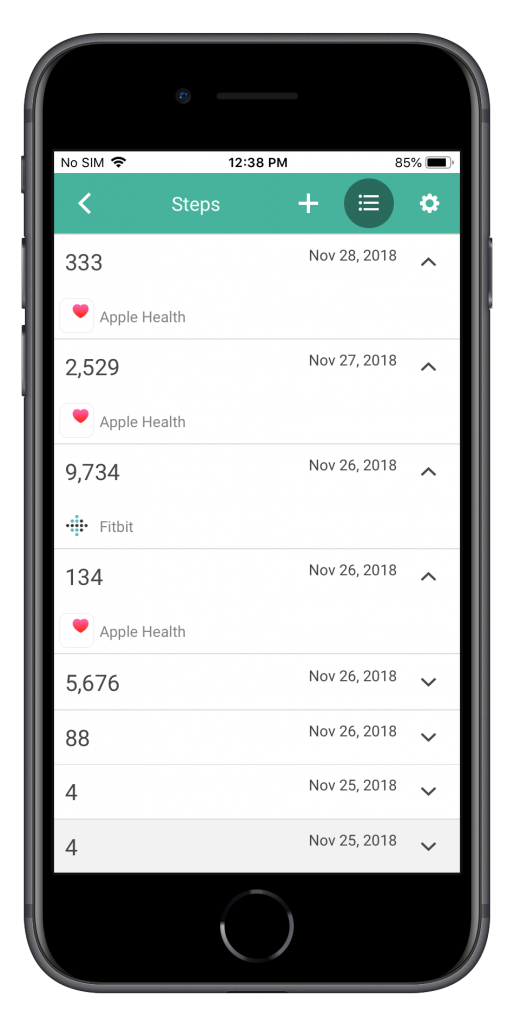 No SIM 12:38 PM 85%
Steps
333 Nov 28, 2018
Apple Health
2,529 Nov 27, 2018
Apple Health
9,734 Nov 26, 2018
Fitbit
134 Nov 26, 2018
Apple Health
5,676 Nov 26, 2018
88 Nov 26, 2018
4 Nov 25, 2018
4 Nov 25, 2018